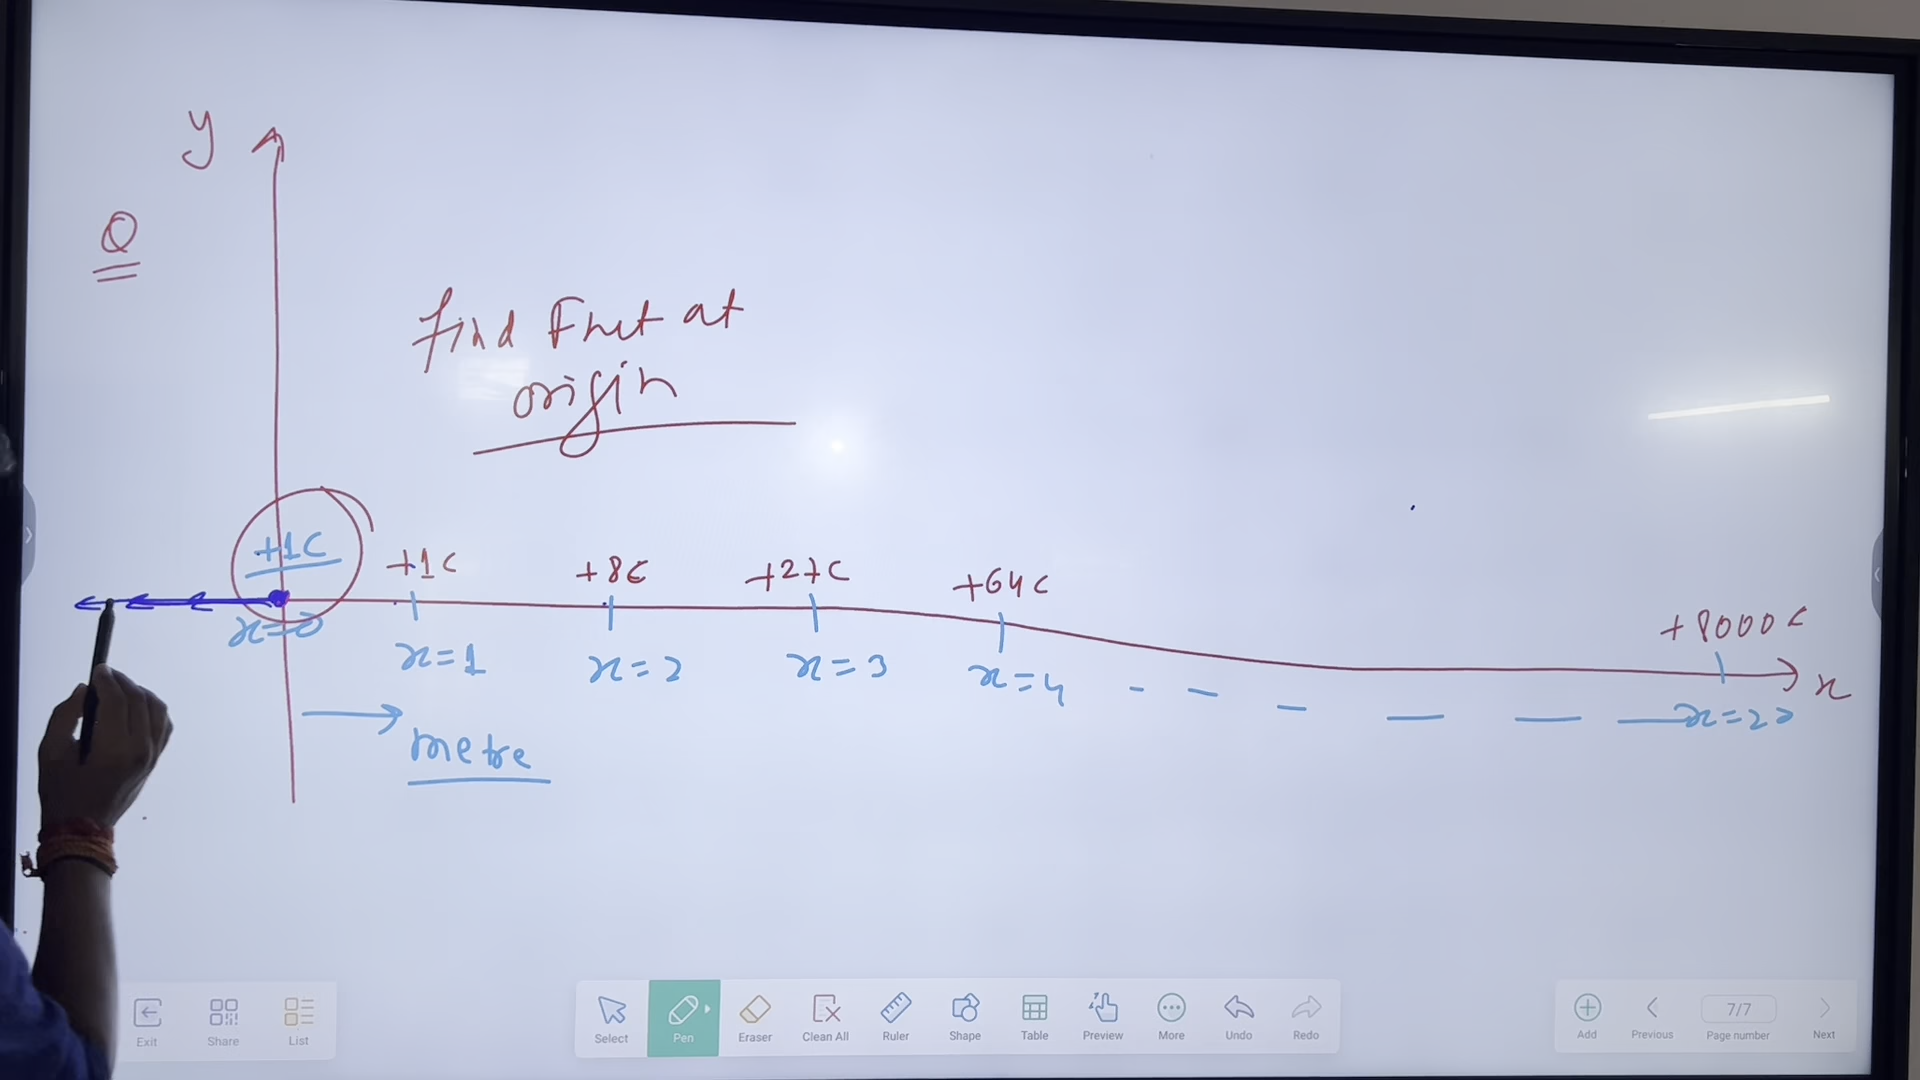 y
Q
find Fnet at
origin
+1C
+1C
+8C
+27C
+64C
+8000C
x=0
x=1
x=2
x=3
x=4
x=20
x
metre
Exit
Share
List
Select
Pen
Eraser
Clean All
Ruler
Shape
Table
Preview
More
Undo
Redo
Add
Previous
7/7
Page number
Next